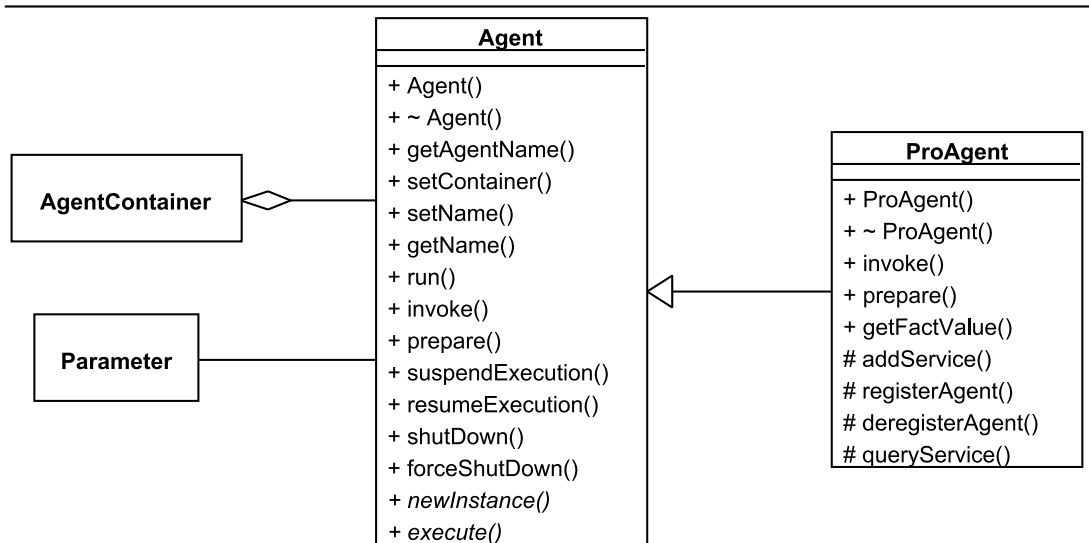 Agent
+ Agent()
+ ~ Agent()
+ getAgentName()
+ setContainer()
+ setName()
+ getName()
+ run()
+ invoke()
+ prepare()
+ suspendExecution()
+ resumeExecution()
+ shutDown()
+ forceShutDown()
+ newInstance()
+ execute()
AgentContainer
Parameter
ProAgent
+ ProAgent()
+ ~ ProAgent()
+ invoke()
+ prepare()
+ getFactValue()
# addService()
# registerAgent()
# deregisterAgent()
# queryService()